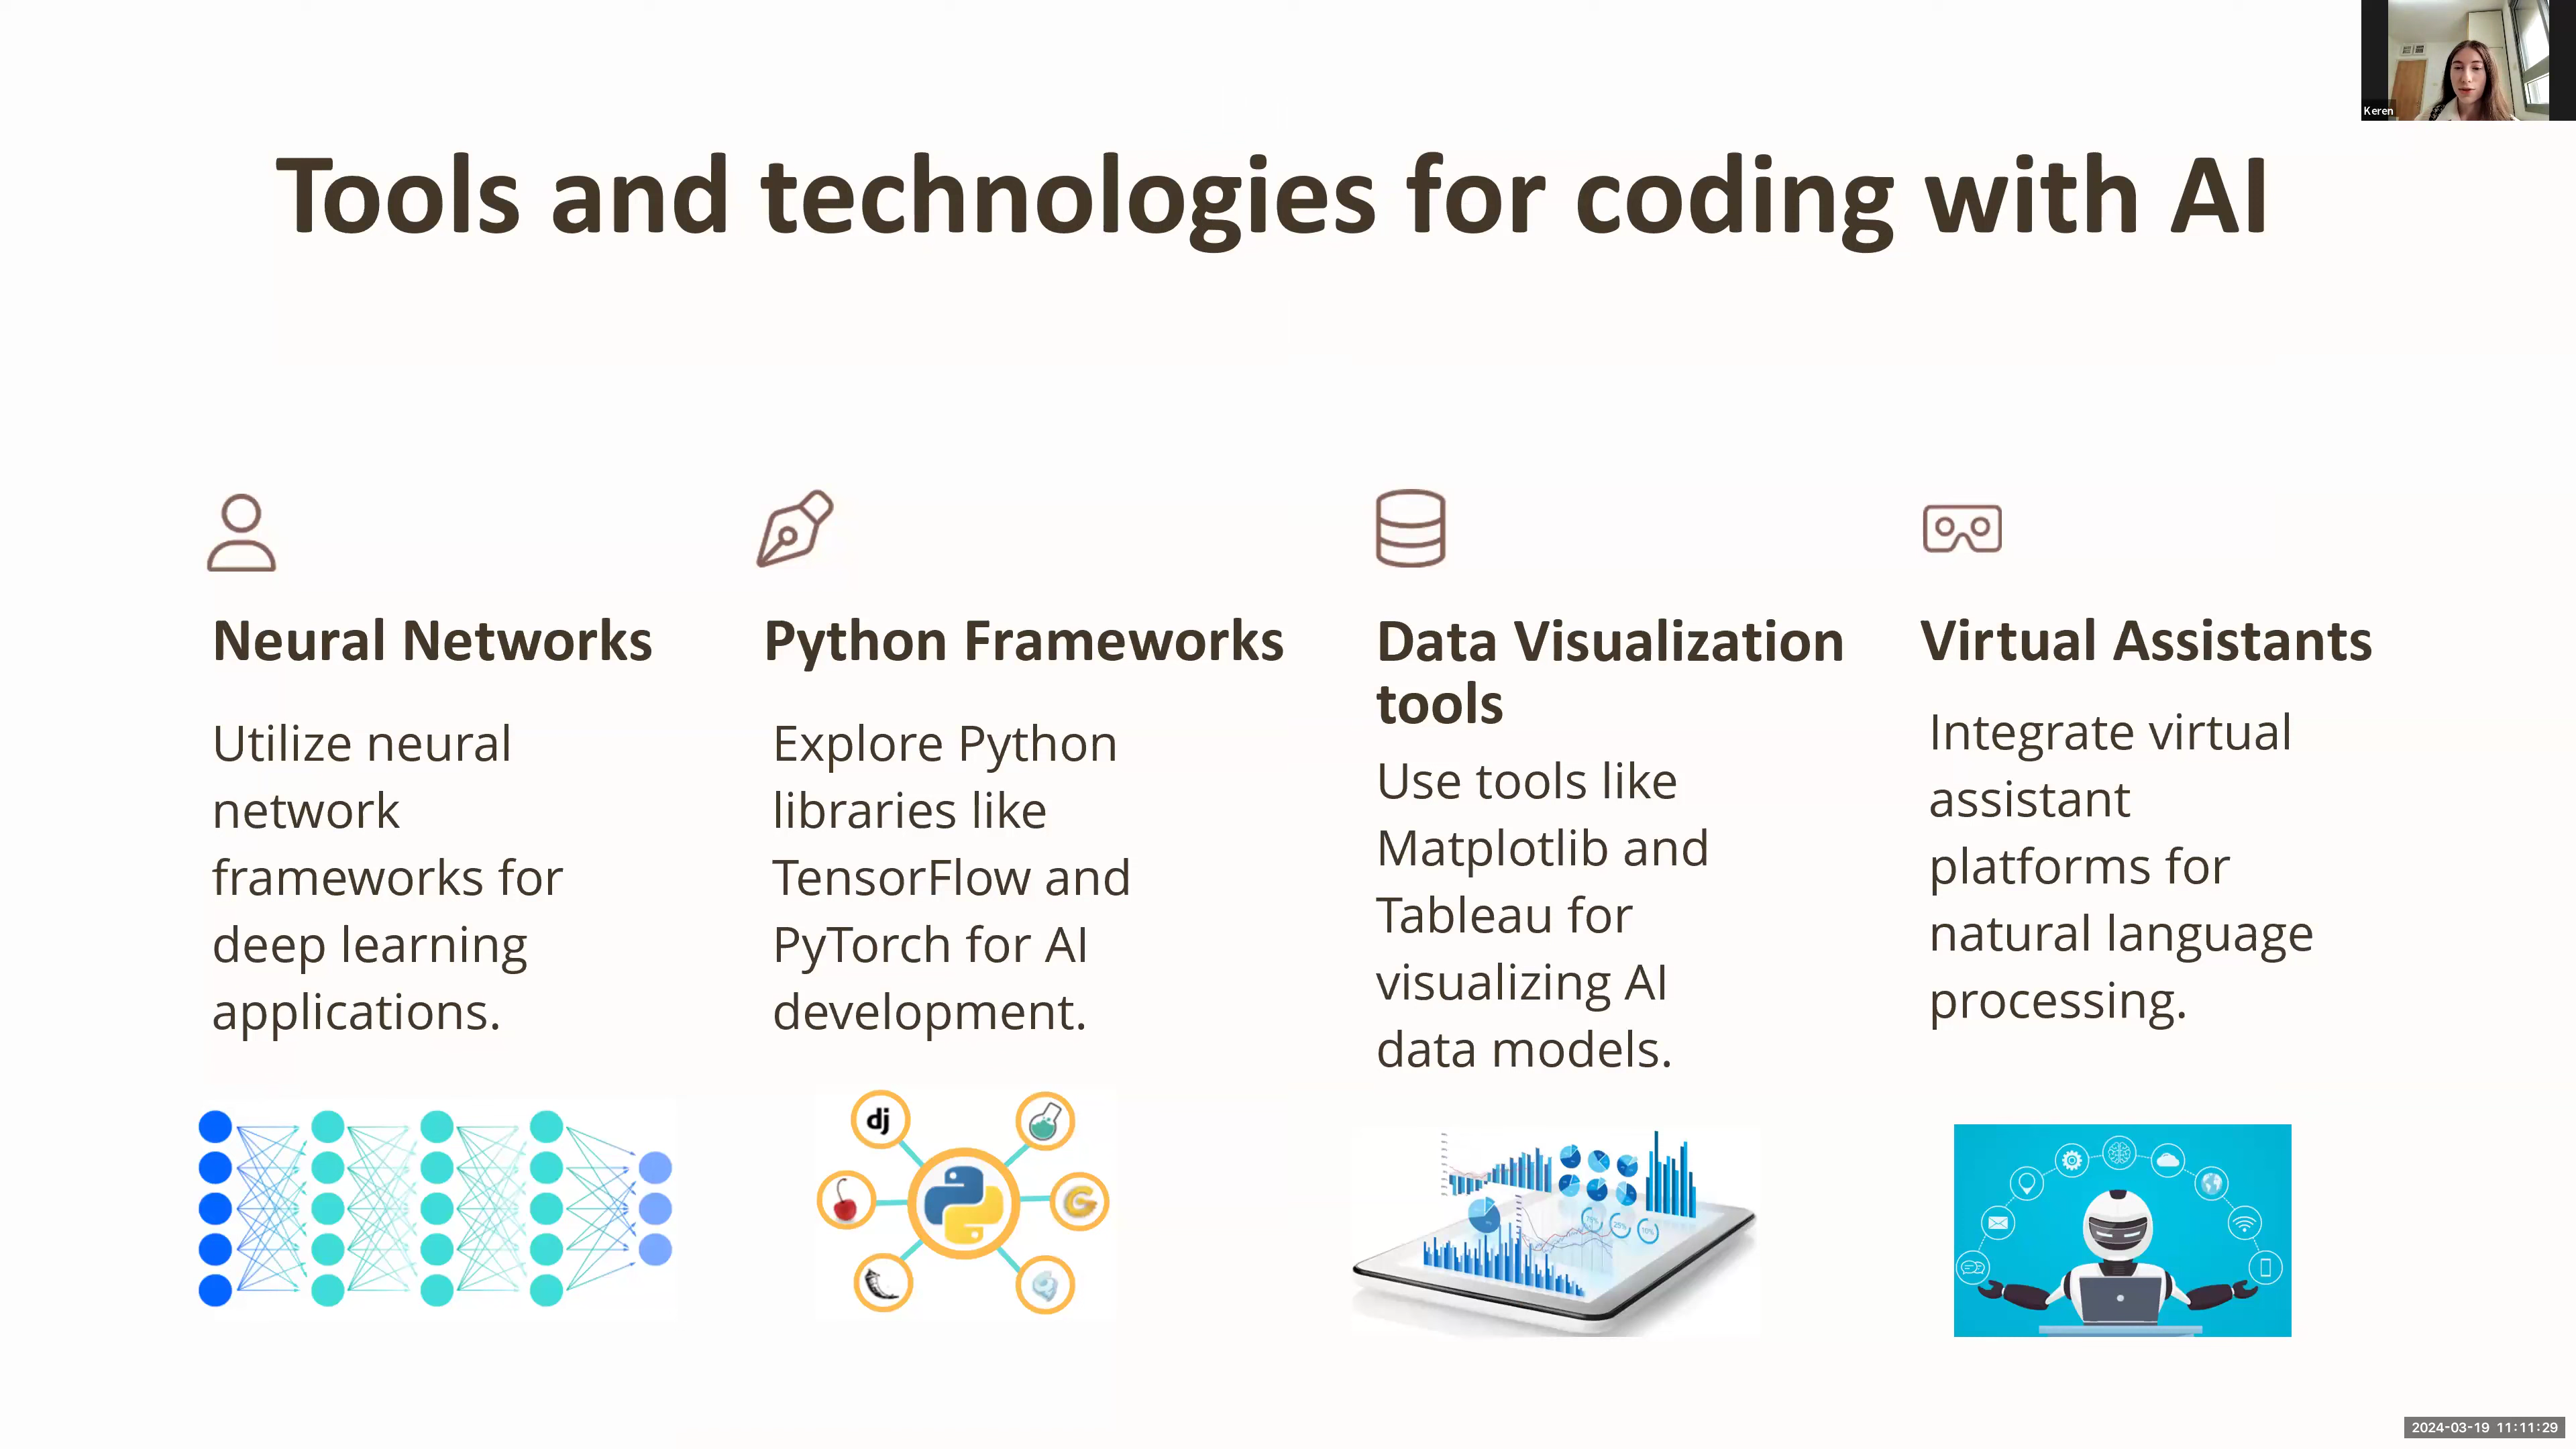 Keren
Tools and technologies for coding with AI
Neural Networks
Utilize neural
network
frameworks for
deep learning
applications.
Python Frameworks
Explore Python
libraries like
TensorFlow and
PyTorch for AI
development.
dj
Data Visualization
tools
Use tools like
Matplotlib and
Tableau for
visualizing AI
data models.
Virtual Assistants
Integrate virtual
assistant
platforms for
natural language
processing.
2024-03-19 11:11:29